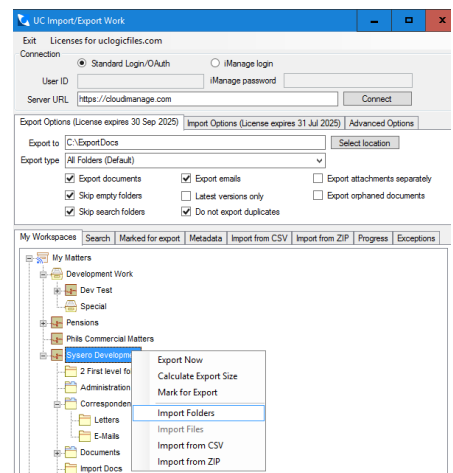 UC Import/Export Work
Exit Licenses for uclogicfiles.com
Connection
Standard Login/OAuth iManage login
User ID iManage password
Server URL https://cloudimanage.com Connect
Export Options (License expires 30 Sep 2025) Import Options (License expires 31 Jul 2025) Advanced Options
Export to C:\ExportDocs Select location
Export type All Folders (Default)
Export documents Export emails Export attachments separately
Skip empty folders Latest versions only Export orphaned documents
Skip search folders Do not export duplicates
My Workspaces Search Marked for export Metadata Import from CSV Import from ZIP Progress Exceptions
My Matters
Development Work
Dev Test
Special
Pensions
Phils Commercial Matters
Sysero Developme
Export Now
2 First level fo
Calculate Export Size
Administration
Mark for Export
Corresponden
Import Folders
Letters
Import Files
E-Mails
Import from CSV
Documents
Import from ZIP
Import Docs